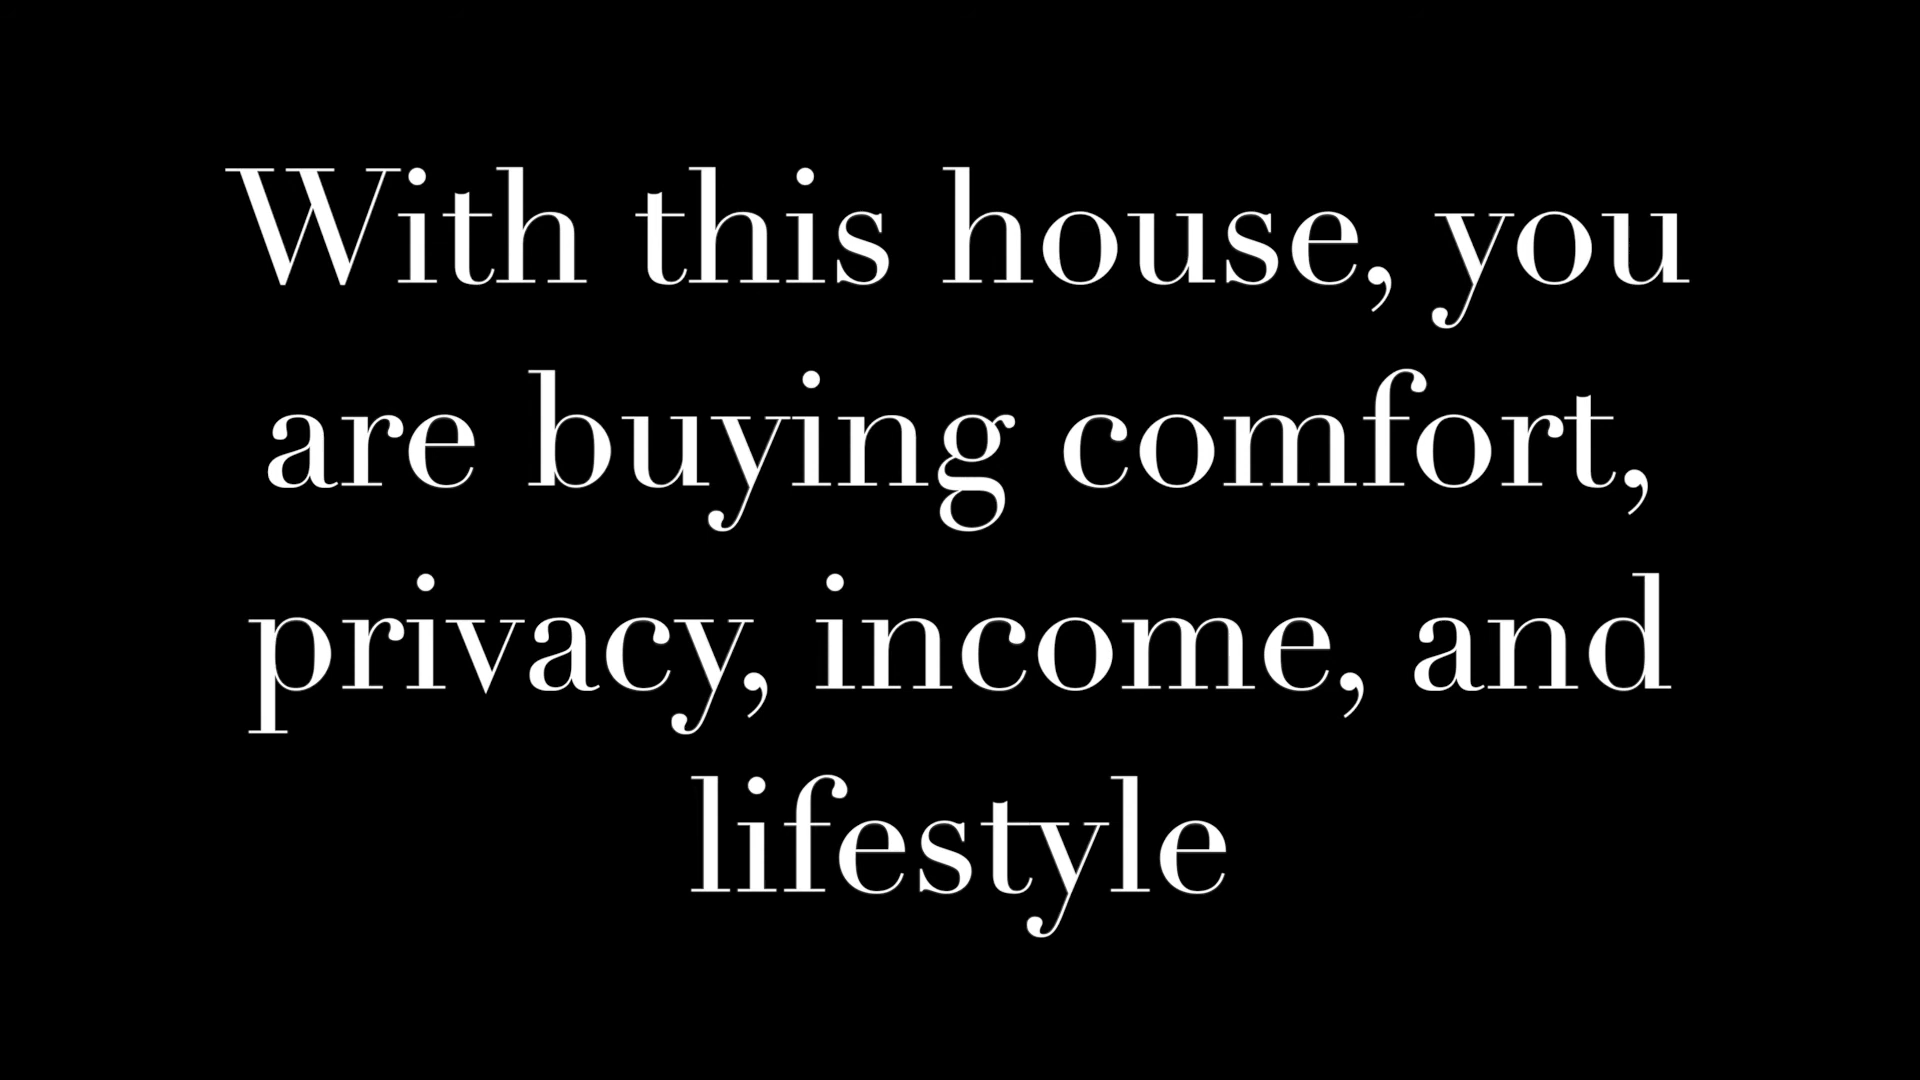 With this house, you
are buying comfort,
privacy, income, and
lifestyle